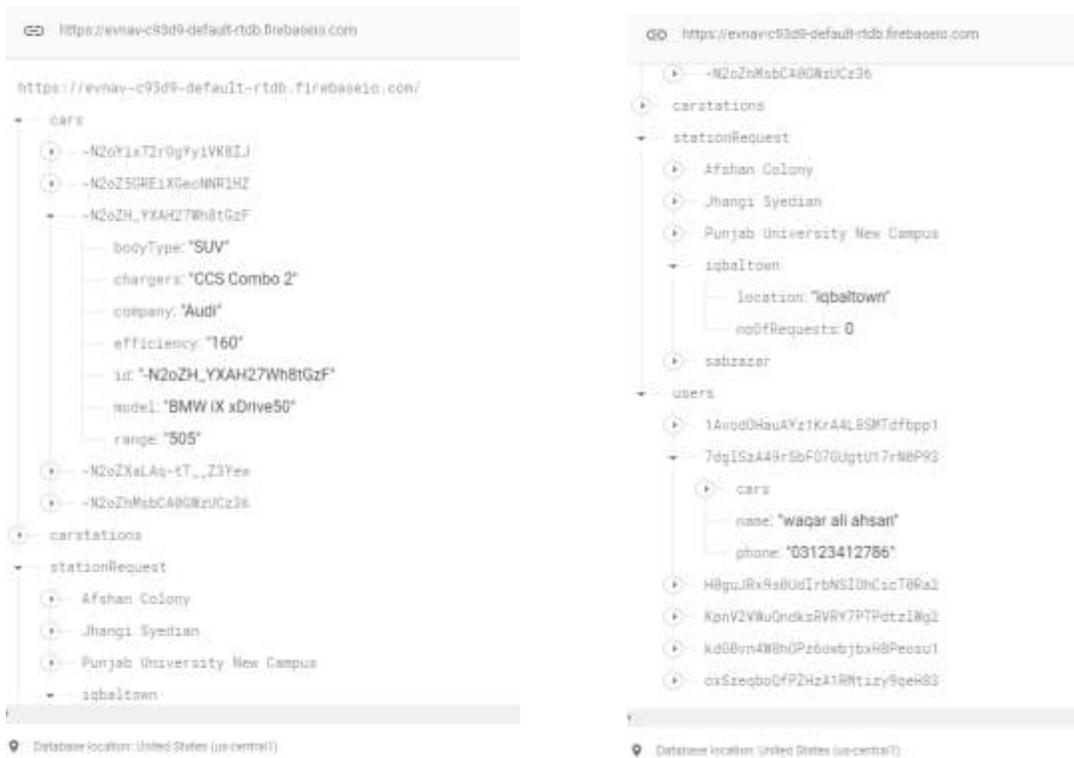 https://evnav-c93d9-default-rtdb.firebaseio.com
https://evnav-c93d9-default-rtdb.firebaseio.com/
cars
-N2oZH_YXAH27Wh8tGzF
bodyType: "SUV"
chargers: "CCS Combo 2"
company: "Audi"
efficiency: "160"
id: "-N2oZH_YXAH27Wh8tGzF"
model: "BMW iX xDrive50"
range: "505"
-N2oZhMsbCA0GWzUCz36
carstations
stationRequest
Afshan Colony
Jhangi Syedian
Punjab University New Campus
iqbaltown
Database location: United States (us-central1)
https://evnav-c93d9-default-rtdb.firebaseio.com
-N2oZhMsbCA0GWzUCz36
carstations
stationRequest
Afshan Colony
Jhangi Syedian
Punjab University New Campus
iqbaltown
location: "iqbaltown"
noOfRequests: 0
sabzazar
users
cars
name: "waqar ali ahsan"
phone: "03123412786"
Database location: United States (us-central1)